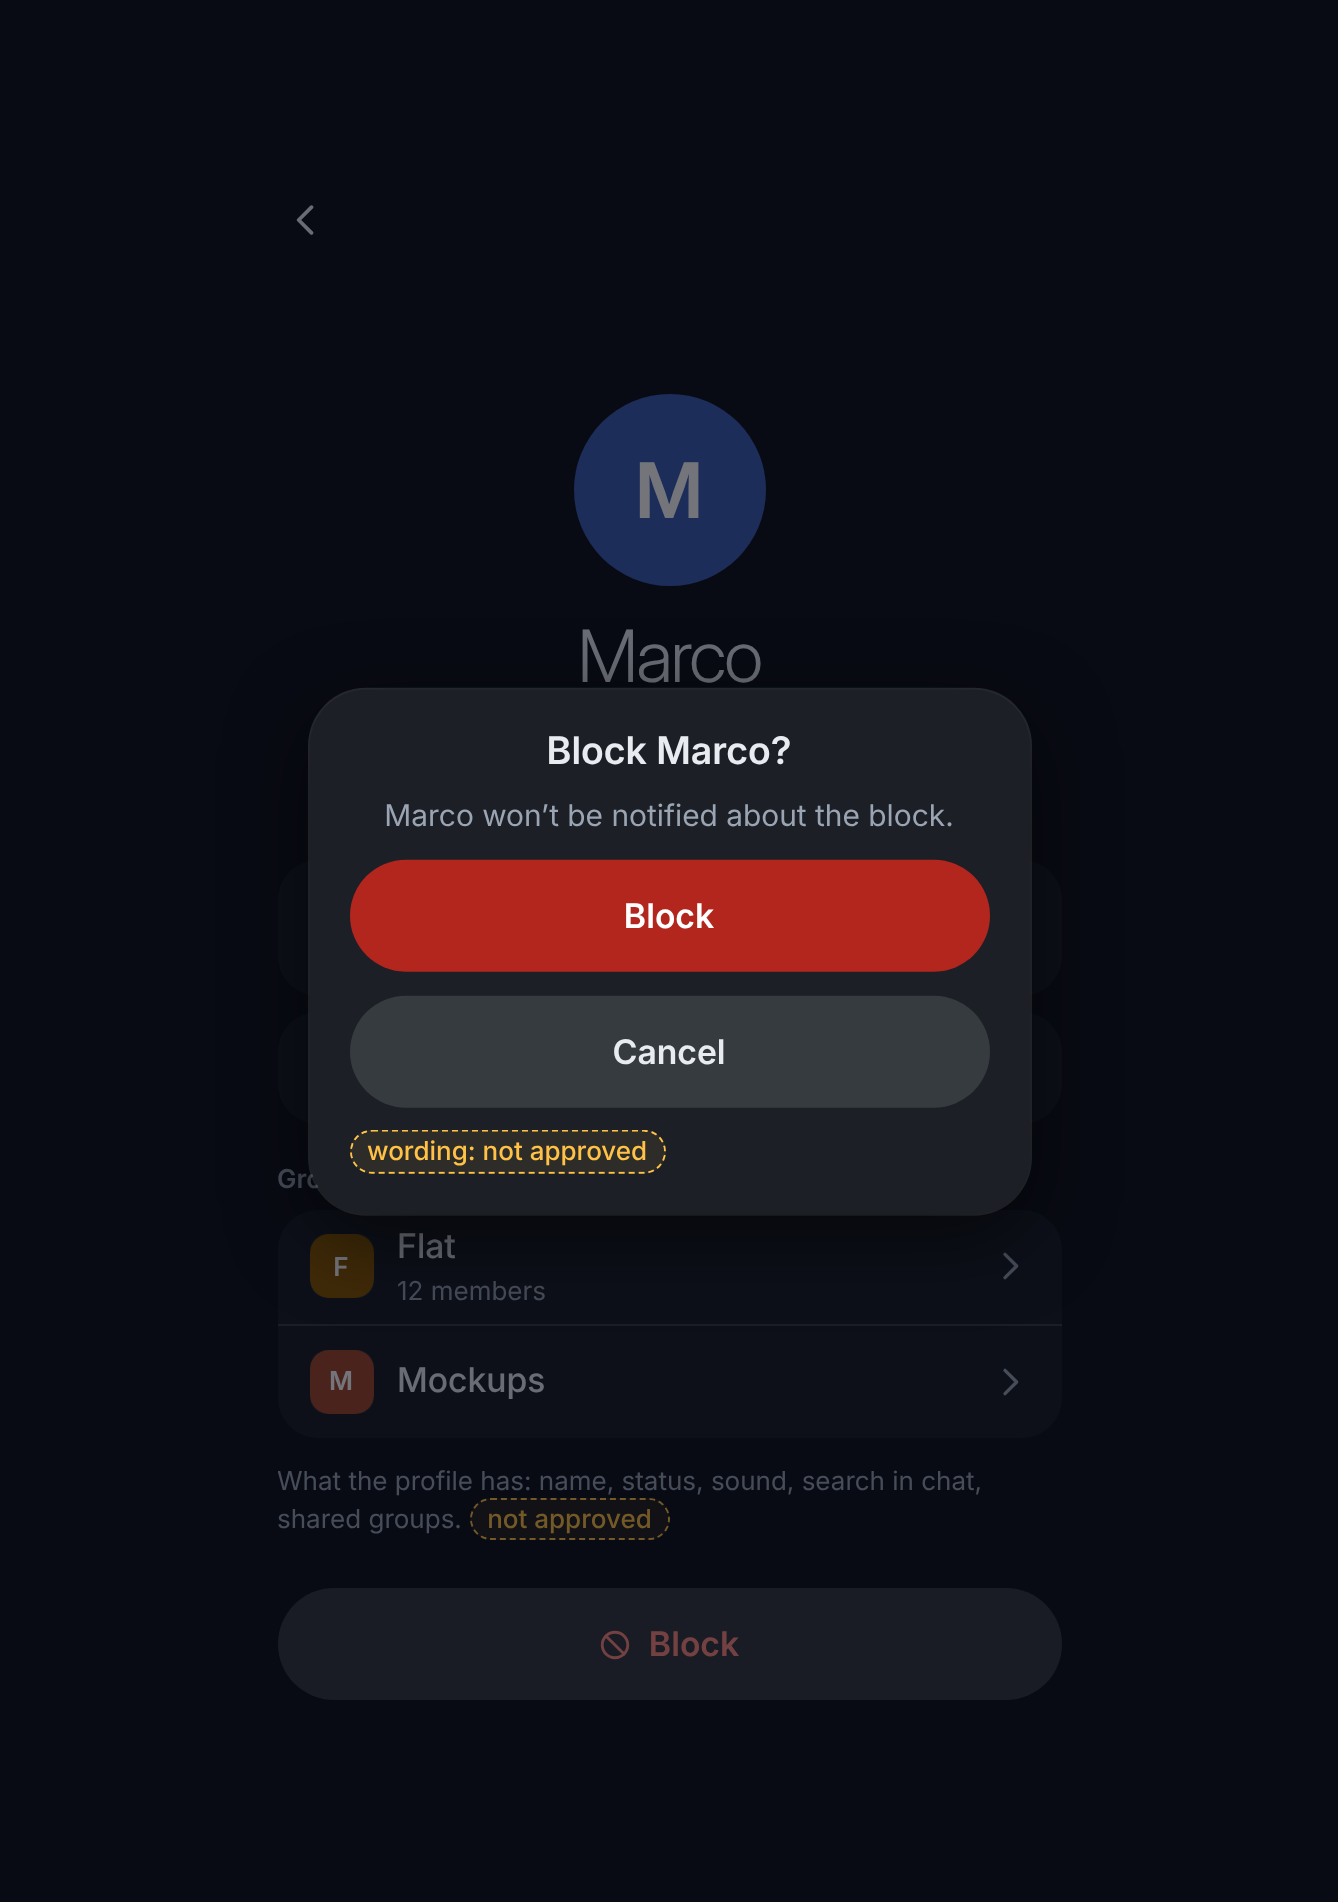 M
Marco
Block Marco?
Marco won’t be notified about the block.
Block
Cancel
wording: not approved
F
Flat
12 members
M
Mockups
What the profile has: name, status, sound, search in chat,
shared groups. not approved
Block